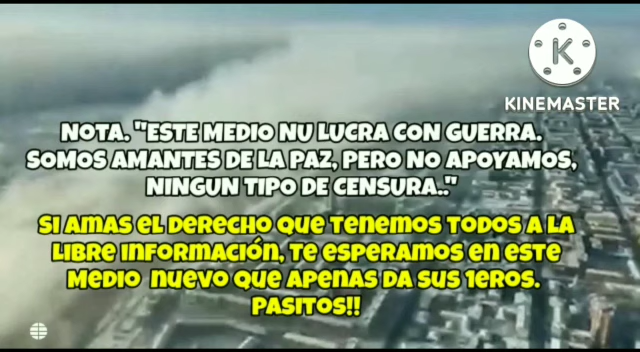 KINEMASTER
NOTA. "ESTE MEDIO NU LUCRA CON GUERRA.
SOMOS AMANTES DE LA PAZ, PERO NO APOYAMOS,
NINGUN TIPO DE CENSURA.."
SI AMAS EL DERECHO QUE TENEMOS TODOS A LA
LIBRE INFORMACIÓN, TE ESPERAMOS EN ESTE
MEDIO NUEVO QUE APENAS DA SUS 1EROS.
PASITOS!!